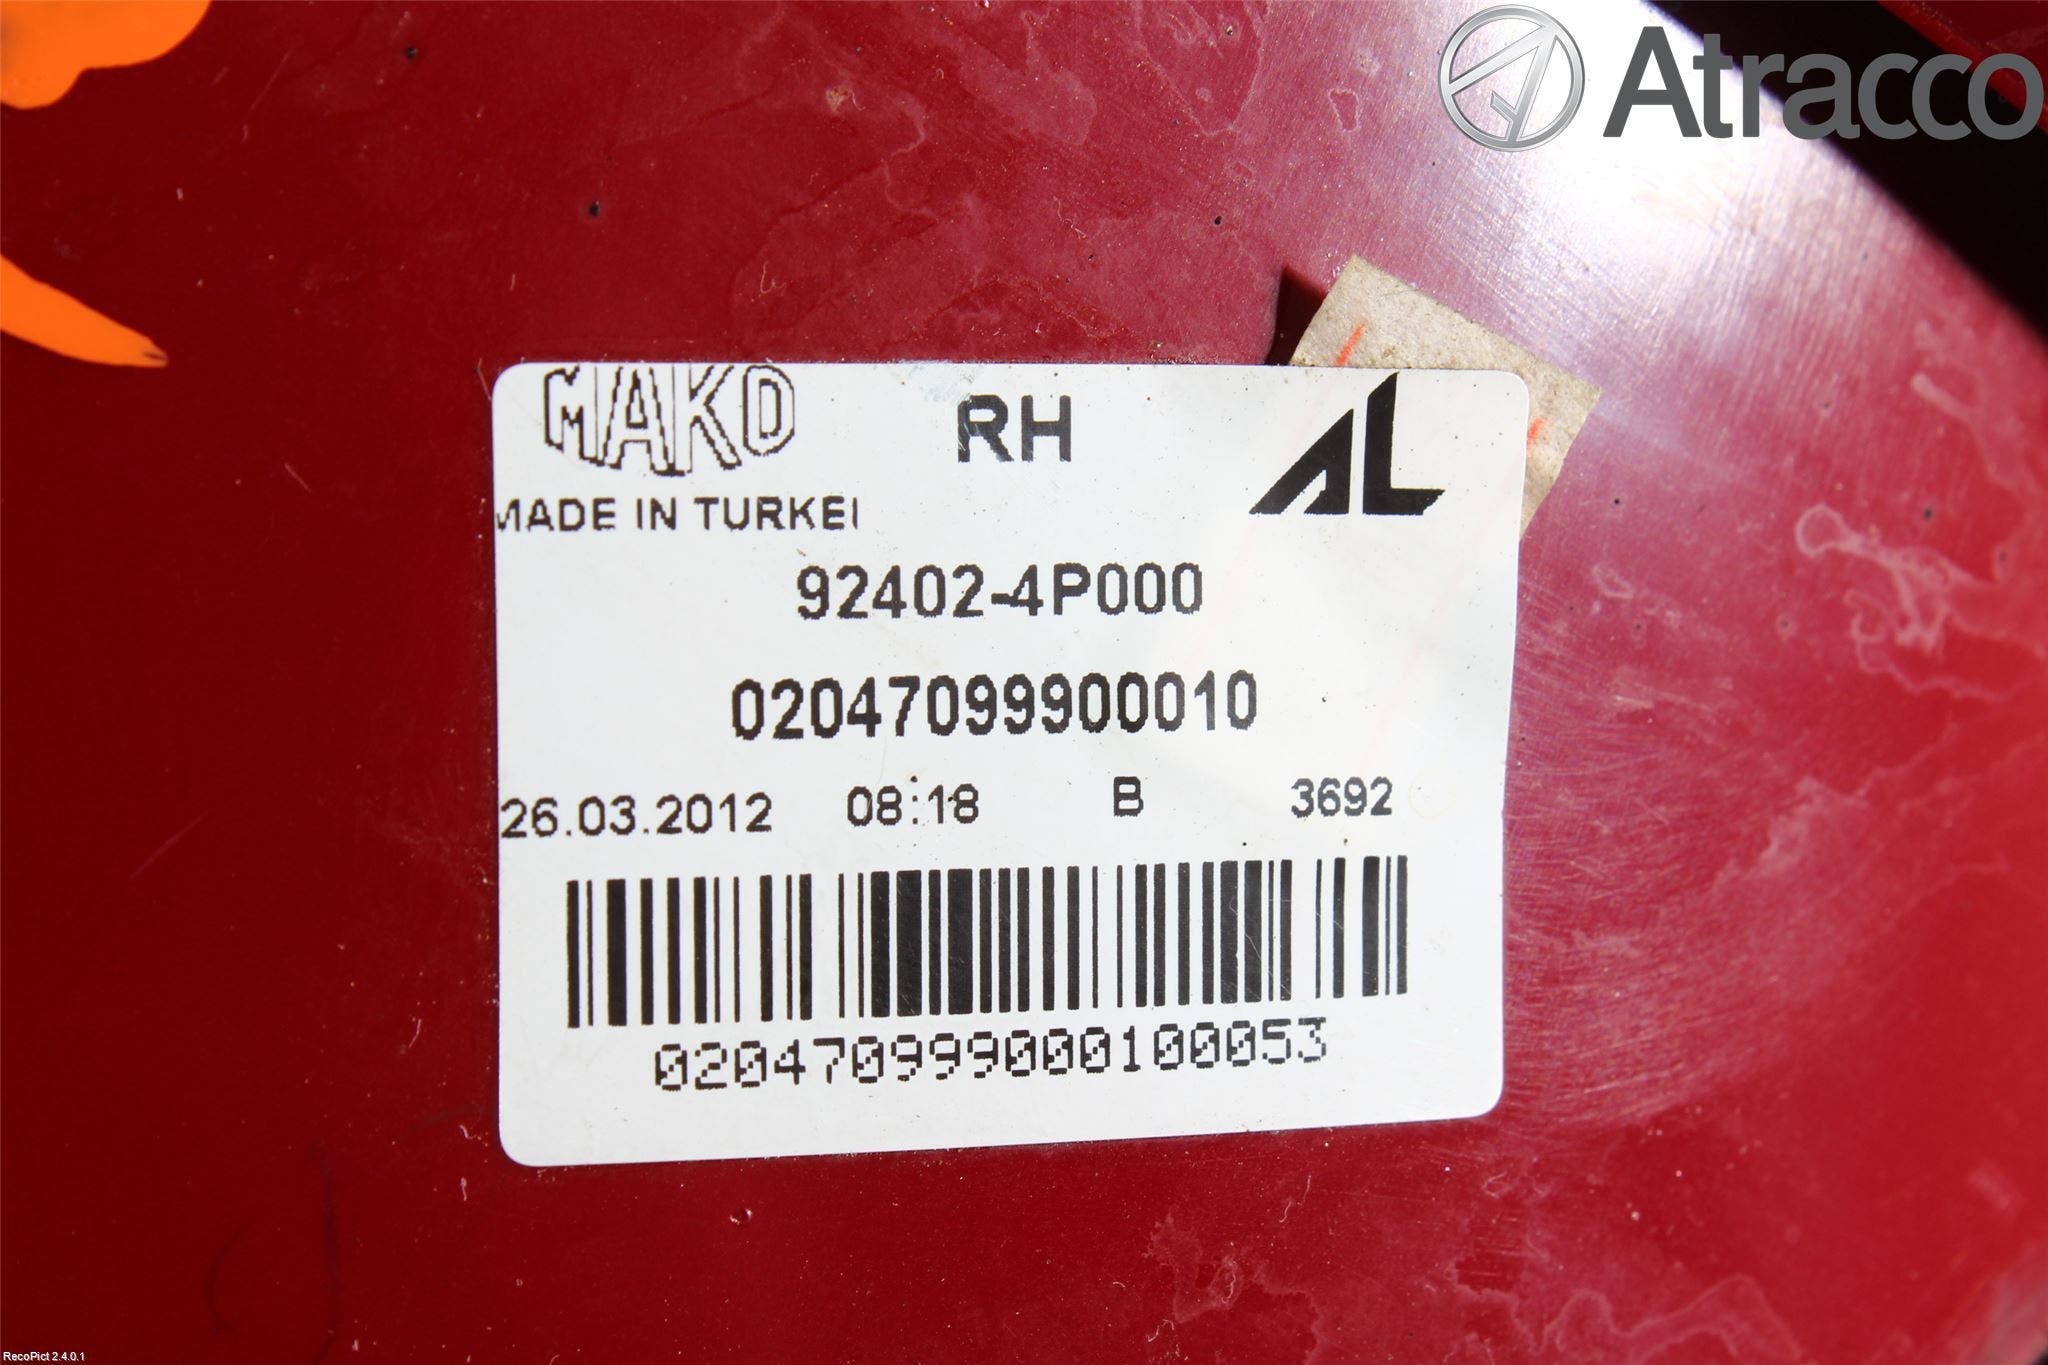 Atracco
MAKO RH AL
MADE IN TURKEI
92402-4P000
02047099900010
26.03.2012 08:18 B 3692
020470999000100053
RecoPict 2.4.0.1